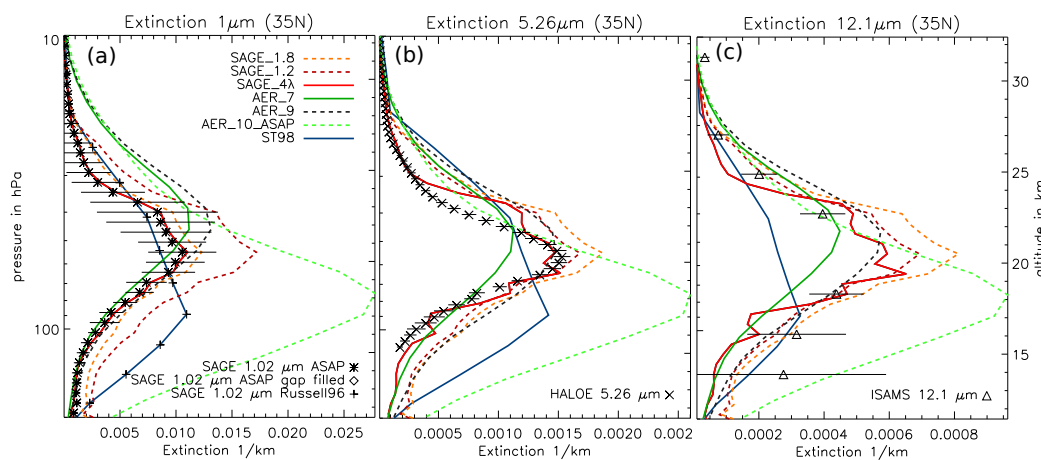 Extinction 1μm (35N)
Extinction 5.26μm (35N)
Extinction 12.1μm (35N)
(a)
(b)
(c)
pressure in hPa
10
100
SAGE_1.8
SAGE_1.2
SAGE_4λ
AER_7
AER_9
AER_10_ASAP
ST98
SAGE 1.02 μm ASAP
SAGE 1.02 μm ASAP gap filled
SAGE 1.02 μm Russell96
HALOE 5.26 μm
ISAMS 12.1 μm
altitude in km
30
25
20
15
0.005 0.010 0.015 0.020 0.025
0.0005 0.0010 0.0015 0.0020 0.0025
0.0002 0.0004 0.0006 0.0008
Extinction 1/km
Extinction 1/km
Extinction 1/km